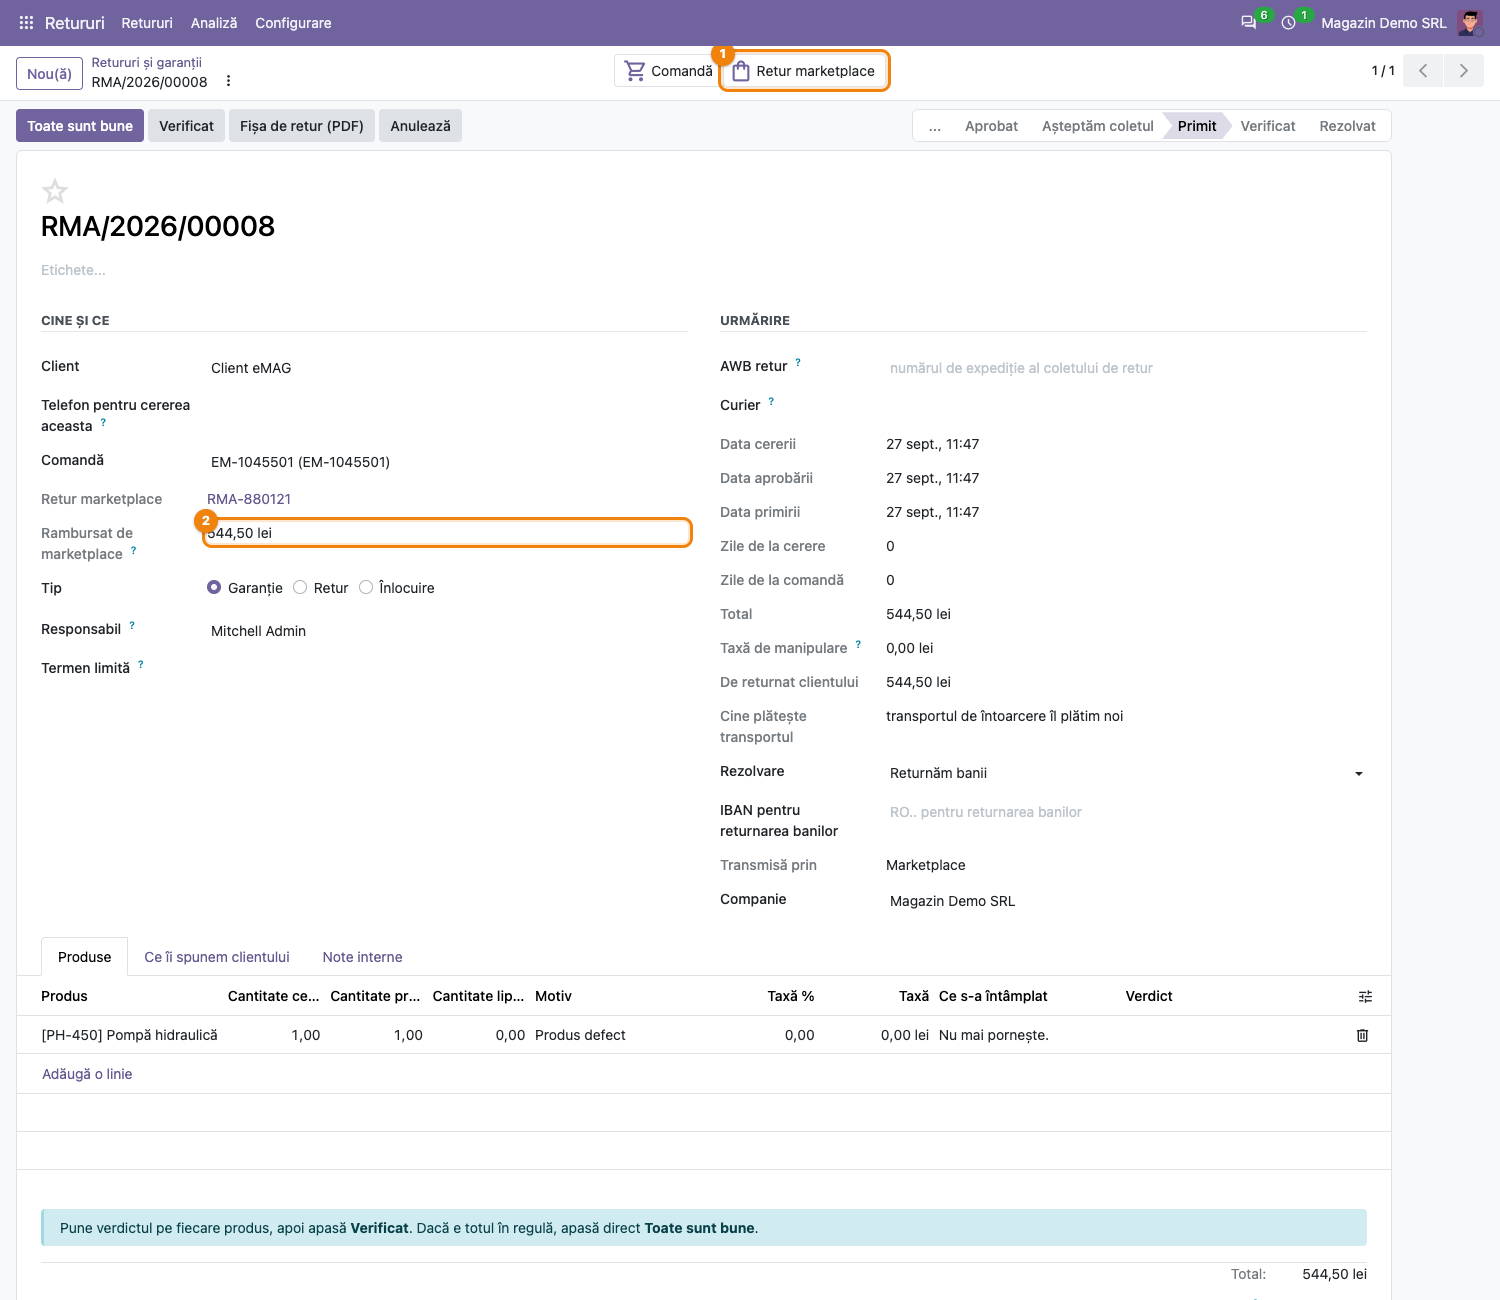 Retururi Retururi Analiză Configurare 6 1 Magazin Demo SRL
Nou(ă) Retururi și garanții
RMA/2026/00008
1 Comandă Retur marketplace 1 / 1
Toate sunt bune Verificat Fișa de retur (PDF) Anulează ... Aprobat Așteptăm coletul Primit Verificat Rezolvat
RMA/2026/00008
Etichete...
CINE ȘI CE
Client Client eMAG
Telefon pentru cererea
aceasta ?
Comandă EM-1045501 (EM-1045501)
Retur marketplace RMA-880121
2
Rambursat de 544,50 lei
marketplace ?
Tip Garanție Retur Înlocuire
Responsabil ? Mitchell Admin
Termen limită ?
URMĂRIRE
AWB retur ? numărul de expediție al coletului de retur
Curier ?
Data cererii 27 sept., 11:47
Data aprobării 27 sept., 11:47
Data primirii 27 sept., 11:47
Zile de la cerere 0
Zile de la comandă 0
Total 544,50 lei
Taxă de manipulare ? 0,00 lei
De returnat clientului 544,50 lei
Cine plătește transportul de întoarcere îl plătim noi
transportul
Rezolvare Returnăm banii
IBAN pentru RO.. pentru returnarea banilor
returnarea banilor
Transmisă prin Marketplace
Companie Magazin Demo SRL
Produse Ce îi spunem clientului Note interne
Produs Cantitate ce... Cantitate pr... Cantitate lip... Motiv Taxă % Taxă Ce s-a întâmplat Verdict
[PH-450] Pompă hidraulică 1,00 1,00 0,00 Produs defect 0,00 0,00 lei Nu mai pornește.
Adăugă o linie
Pune verdictul pe fiecare produs, apoi apasă Verificat. Dacă e totul în regulă, apasă direct Toate sunt bune.
Total: 544,50 lei